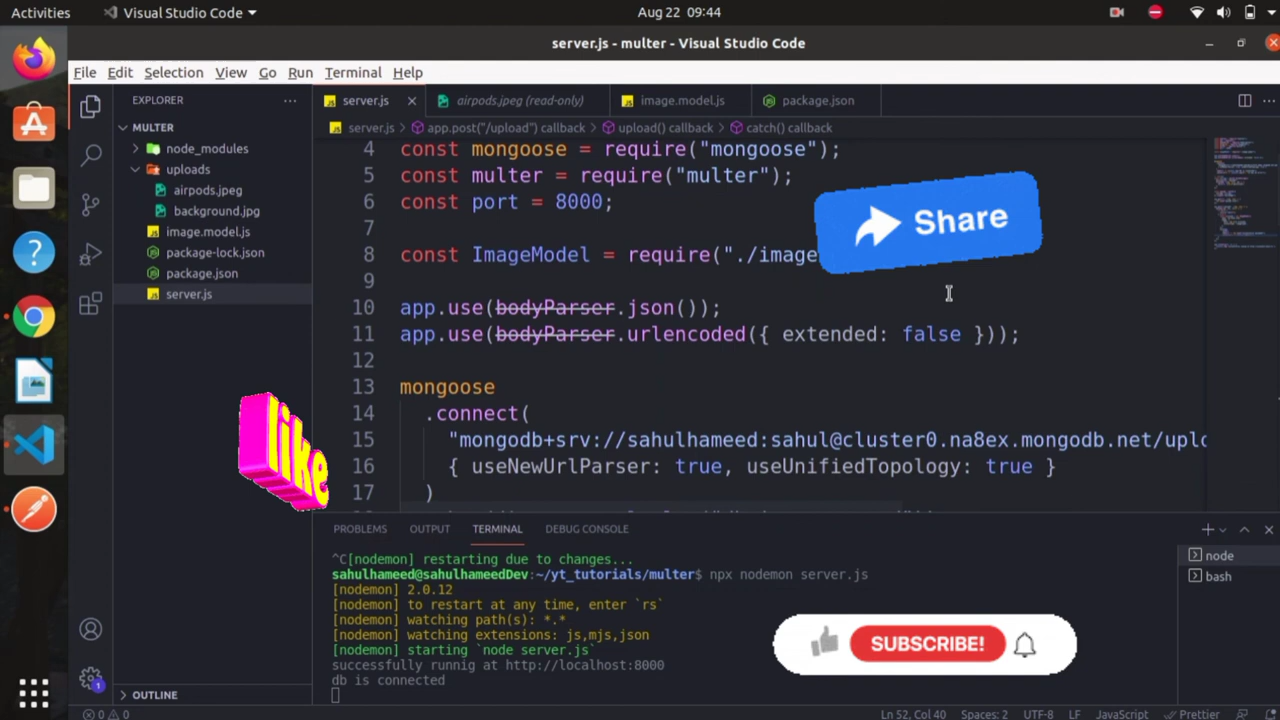 Activities
Visual Studio Code
Aug 22 09:44
server.js - multer - Visual Studio Code
File Edit Selection View Go Run Terminal Help
EXPLORER
MULTER
node_modules
uploads
airpods.jpeg
background.jpg
image.model.js
package-lock.json
package.json
server.js
OUTLINE
server.js
airpods.jpeg (read-only)
image.model.js
package.json
server.js > app.post("/upload") callback > upload() callback > catch() callback
4 const mongoose = require("mongoose");
5 const multer = require("multer");
6 const port = 8000;
7
8 const ImageModel = require("./image
9
10 app.use(bodyParser.json());
11 app.use(bodyParser.urlencoded({ extended: false }));
12
13 mongoose
14 .connect(
15 "mongodb+srv://sahulhameed:sahul@cluster0.na8ex.mongodb.net/uplo
16 { useNewUrlParser: true, useUnifiedTopology: true }
17 )
Share
like
PROBLEMS OUTPUT TERMINAL DEBUG CONSOLE
^C[nodemon] restarting due to changes...
sahulhameed@sahulhameedDev:~/yt_tutorials/multer$ npx nodemon server.js
[nodemon] 2.0.12
[nodemon] to restart at any time, enter `rs`
[nodemon] watching path(s): *.*
[nodemon] watching extensions: js,mjs,json
[nodemon] starting `node server.js`
successfully runnig at http://localhost:8000
db is connected
node
bash
SUBSCRIBE!
0 0
Ln 52, Col 40 Spaces: 2 UTF-8 LF JavaScript Prettier